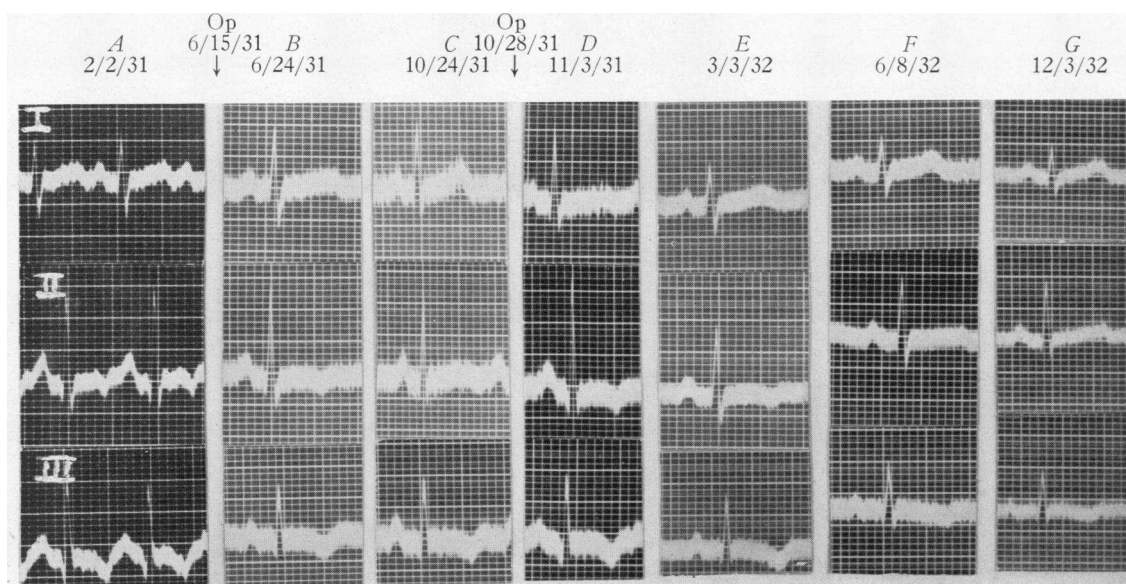 Op Op
A 6/15/31 B C 10/28/31 D E F G
2/2/31 ↓ 6/24/31 10/24/31 ↓ 11/3/31 3/3/32 6/8/32 12/3/32
I
II
III